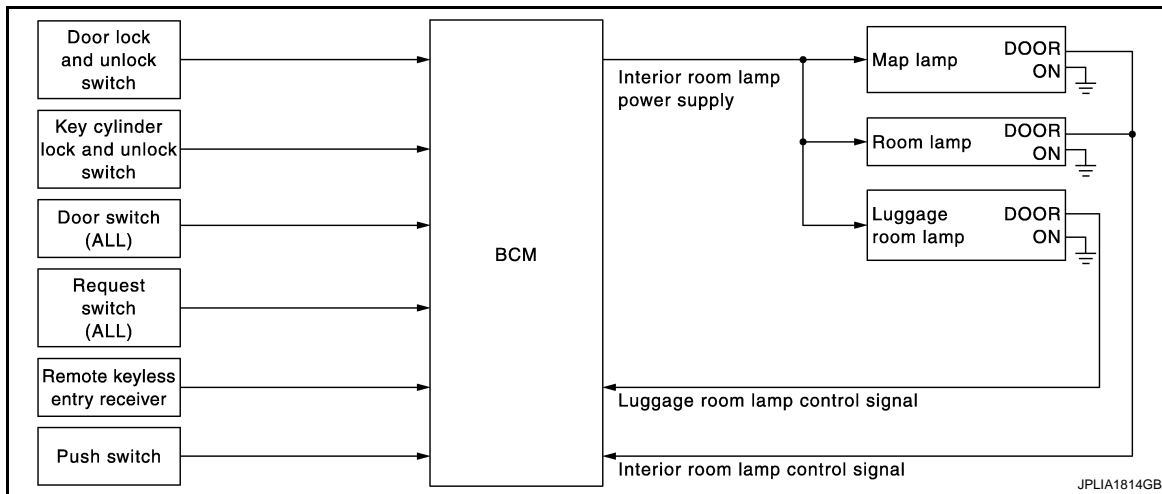 Door lock
and unlock
switch
Key cylinder
lock and unlock
switch
Door switch
(ALL)
Request
switch
(ALL)
Remote keyless
entry receiver
Push switch
BCM
Interior room lamp
power supply
Map lamp
DOOR
ON
Room lamp
DOOR
ON
Luggage
room lamp
DOOR
ON
Luggage room lamp control signal
Interior room lamp control signal
JPLIA1814GB